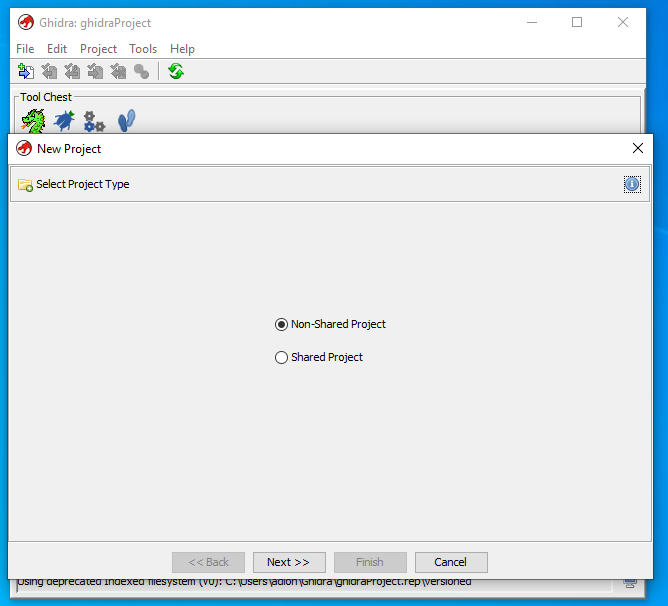 Ghidra: ghidraProject
File Edit Project Tools Help
Tool Chest
New Project
Select Project Type
Non-Shared Project
Shared Project
<< Back Next >> Finish Cancel
Using deprecated Indexed filesystem (V0): C:\Users\adion\Ghidra\ghidraProject.rep\versioned